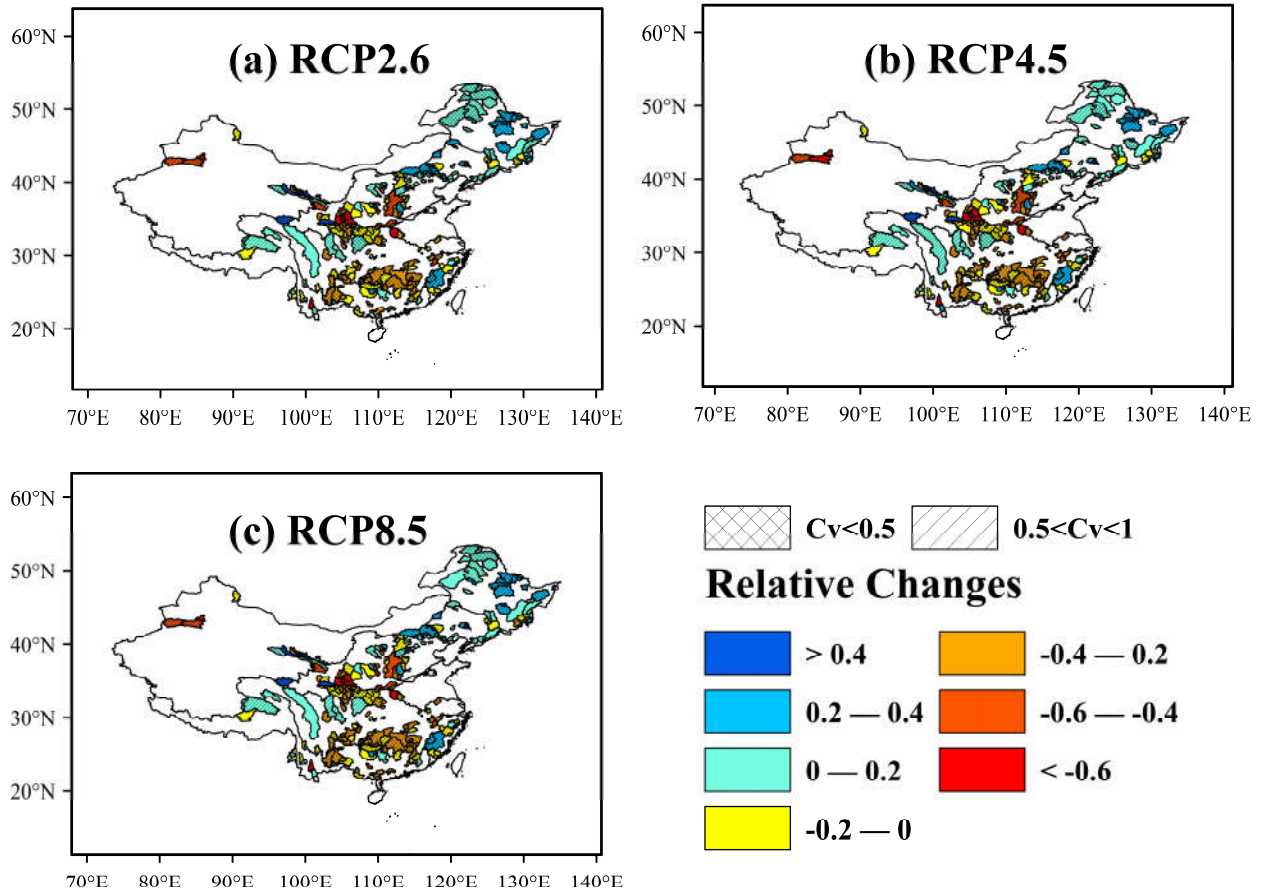 (a) RCP2.6
60°N
50°N
40°N
30°N
20°N
70°E 80°E 90°E 100°E 110°E 120°E 130°E 140°E
(b) RCP4.5
60°N
50°N
40°N
30°N
20°N
70°E 80°E 90°E 100°E 110°E 120°E 130°E 140°E
(c) RCP8.5
60°N
50°N
40°N
30°N
20°N
70°E 80°E 90°E 100°E 110°E 120°E 130°E 140°E
Cv<0.5 0.5<Cv<1
Relative Changes
> 0.4 -0.4 — 0.2
0.2 — 0.4 -0.6 — -0.4
0 — 0.2 < -0.6
-0.2 — 0